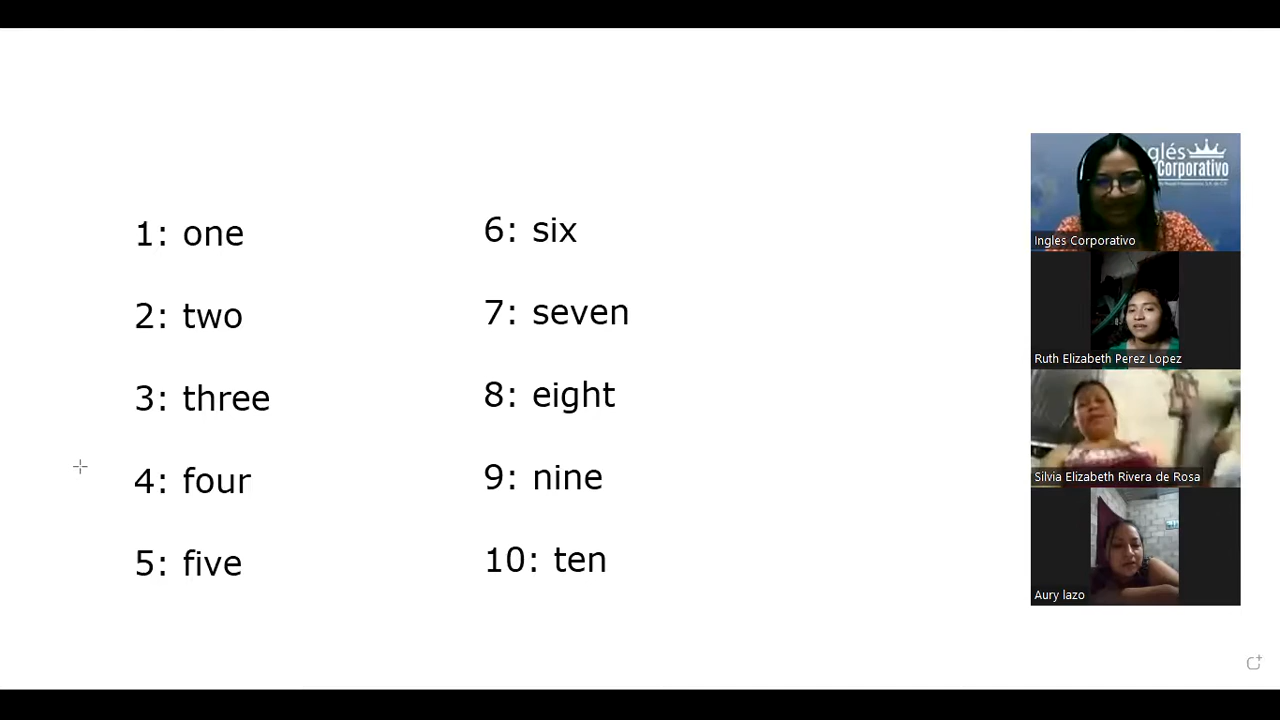 1: one
2: two
3: three
4: four
5: five
6: six
7: seven
8: eight
9: nine
10: ten
glés
Corporativo
Ingles Corporativo
Ruth Elizabeth Perez Lopez
Silvia Elizabeth Rivera de Rosa
Aury lazo